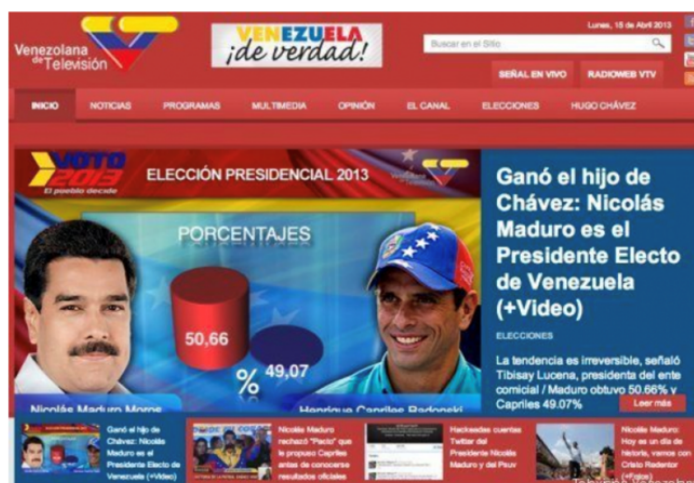 Venezolana
de Televisión
VENEZUELA
¡de verdad!
Lunes, 15 de Abril 2013
Buscar en el Sitio
SEÑAL EN VIVO
RADIOWEB VTV
INICIO NOTICIAS PROGRAMAS MULTIMEDIA OPINIÓN EL CANAL ELECCIONES HUGO CHÁVEZ
VOTO
2013
El pueblo decide
ELECCIÓN PRESIDENCIAL 2013
Venezolana
PORCENTAJES
50,66
49,07
%
Nicolás Maduro Moros
Henrique Capriles Radonski
Ganó el hijo de
Chávez: Nicolás
Maduro es el
Presidente Electo
de Venezuela
(+Video)
ELECCIONES
La tendencia es irreversible, señaló
Tibisay Lucena, presidenta del ente
comicial / Maduro obtuvo 50.66% y
Capriles 49.07%
Leer más
Ganó el hijo de
Chávez: Nicolás
Maduro es el
Presidente Electo de
Venezuela (+Video)
Nicolás Maduro
rechazó "Pacto" que
le propuso Capriles
antes de conocerse
resultados oficiales
Hackeadas cuentas
Twitter del
Presidente Nicolás
Maduro y del Psuv
Nicolás Maduro:
Hoy es un día de
historia, vamos con
Cristo Redentor
(+Fotos)